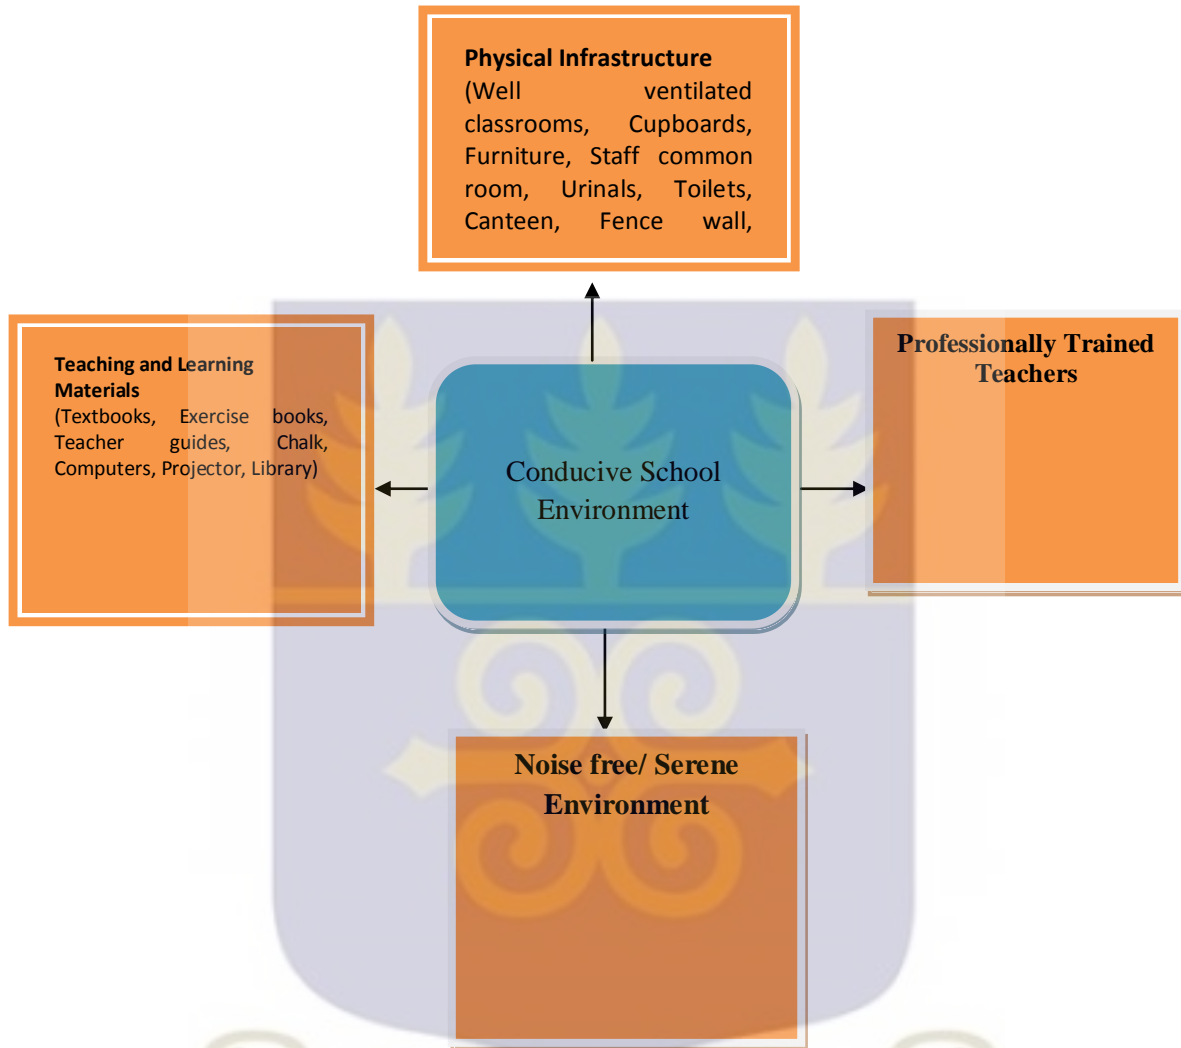 Physical Infrastructure
(Well ventilated
classrooms, Cupboards,
Furniture, Staff common
room, Urinals, Toilets,
Canteen, Fence wall,
Teaching and Learning
Materials
(Textbooks, Exercise books,
Teacher guides, Chalk,
Computers, Projector, Library)
Conducive School
Environment
Professionally Trained
Teachers
Noise free/ Serene
Environment